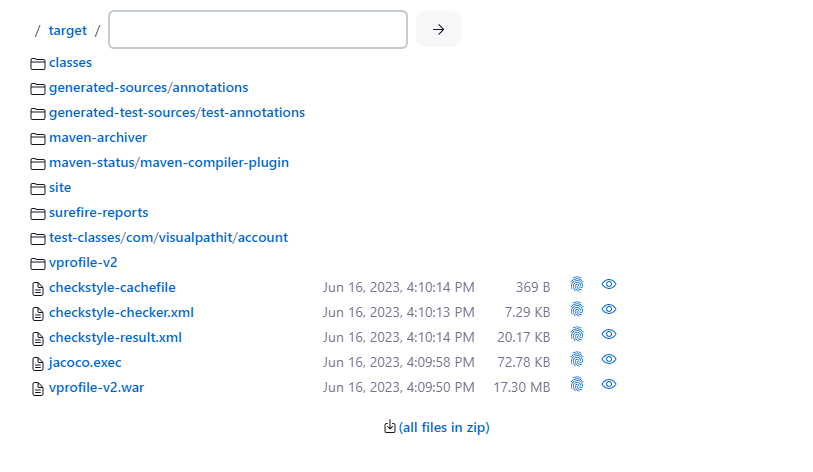 / target /
classes
generated-sources/annotations
generated-test-sources/test-annotations
maven-archiver
maven-status/maven-compiler-plugin
site
surefire-reports
test-classes/com/visualpathit/account
vprofile-v2
checkstyle-cachefile Jun 16, 2023, 4:10:14 PM 369 B
checkstyle-checker.xml Jun 16, 2023, 4:10:13 PM 7.29 KB
checkstyle-result.xml Jun 16, 2023, 4:10:14 PM 20.17 KB
jacoco.exec Jun 16, 2023, 4:09:58 PM 72.78 KB
vprofile-v2.war Jun 16, 2023, 4:09:50 PM 17.30 MB
(all files in zip)